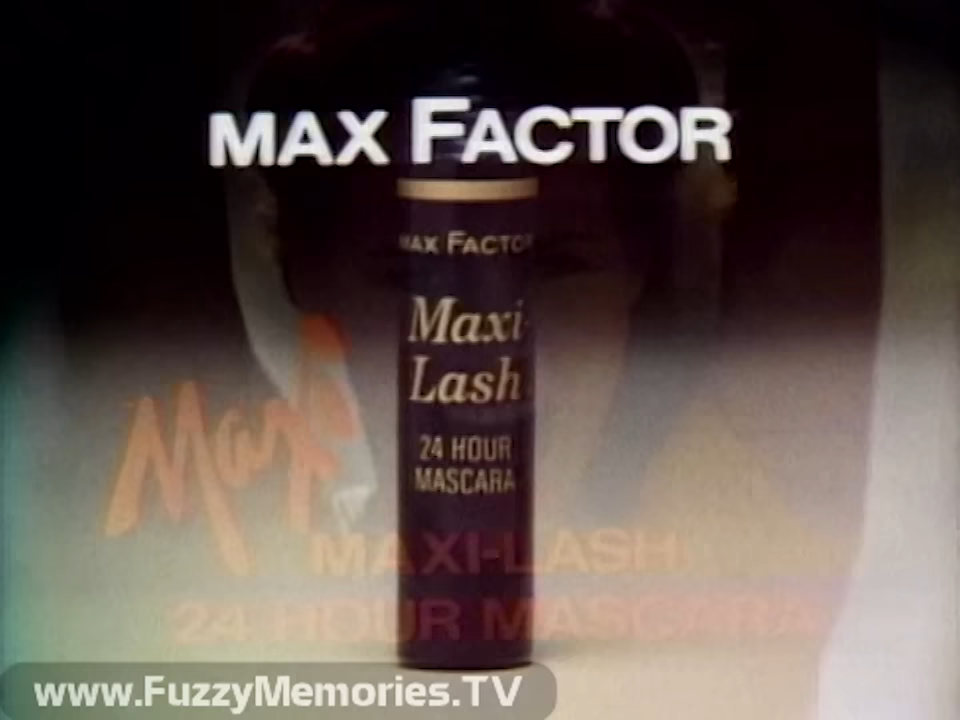 MAX FACTOR
MAX FACTOR
Maxi-
Lash
24 HOUR
MASCARA
Maxi
MAXI-LASH
24 HOUR MASCARA
www.FuzzyMemories.TV